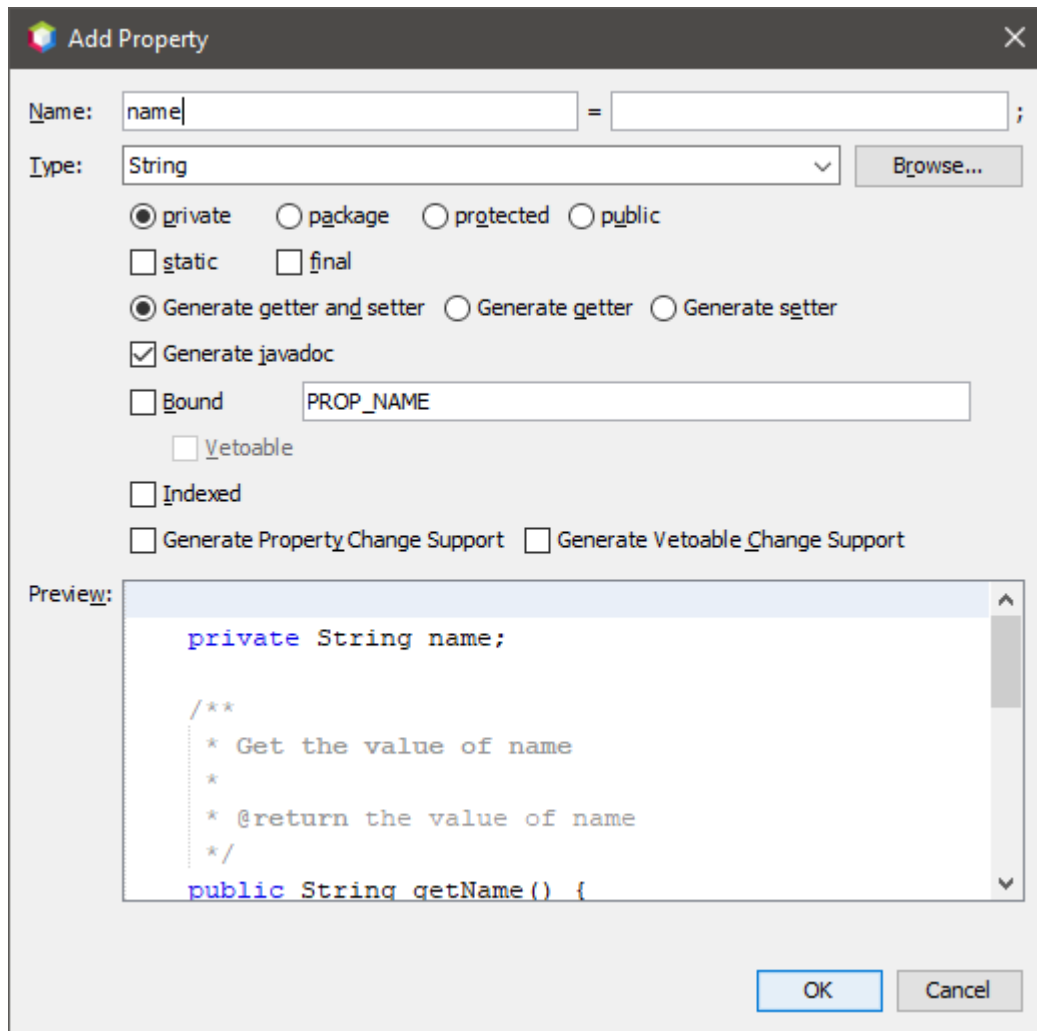 Add Property
Name: name = ;
Type: String Browse...
private package protected public
static final
Generate getter and setter Generate getter Generate setter
Generate javadoc
Bound PROP_NAME
Vetoable
Indexed
Generate Property Change Support Generate Vetoable Change Support
Preview:
private String name;
/**
* Get the value of name
*
* @return the value of name
*/
public String getName() {
OK Cancel